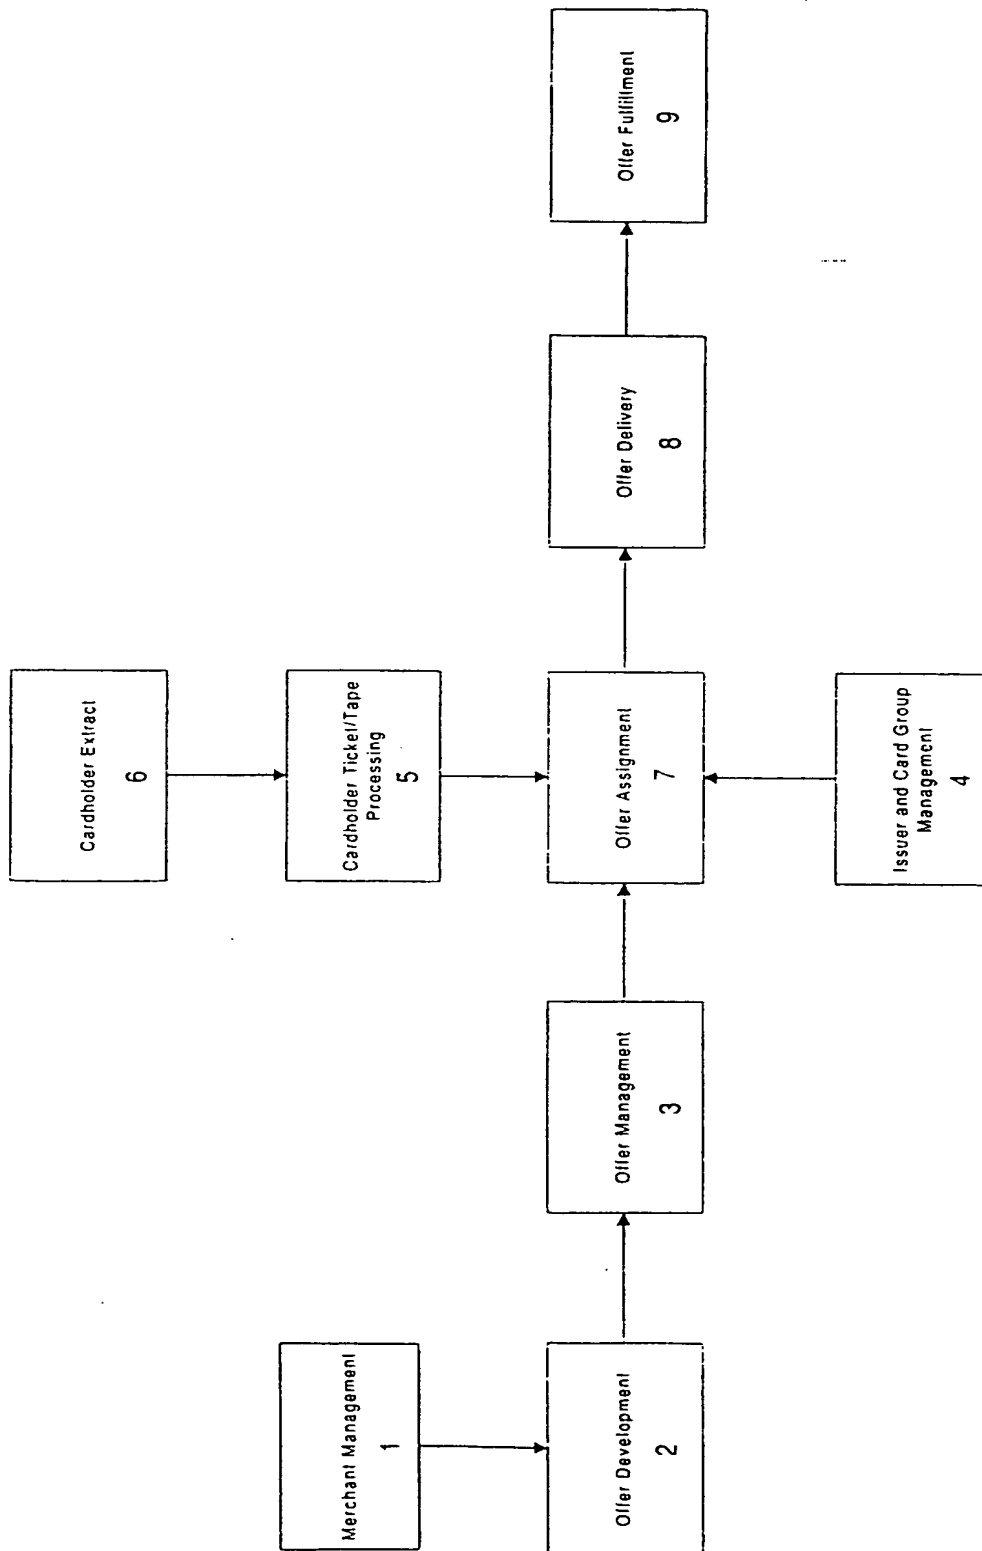 Cardholder Extract
6
Merchant Management
1
Cardholder Ticket/Tape
Processing
5
Offer Development
2
Offer Management
3
Offer Assignment
7
Offer Delivery
8
Offer Fulfillment
9
Issuer and Card Group
Management
4